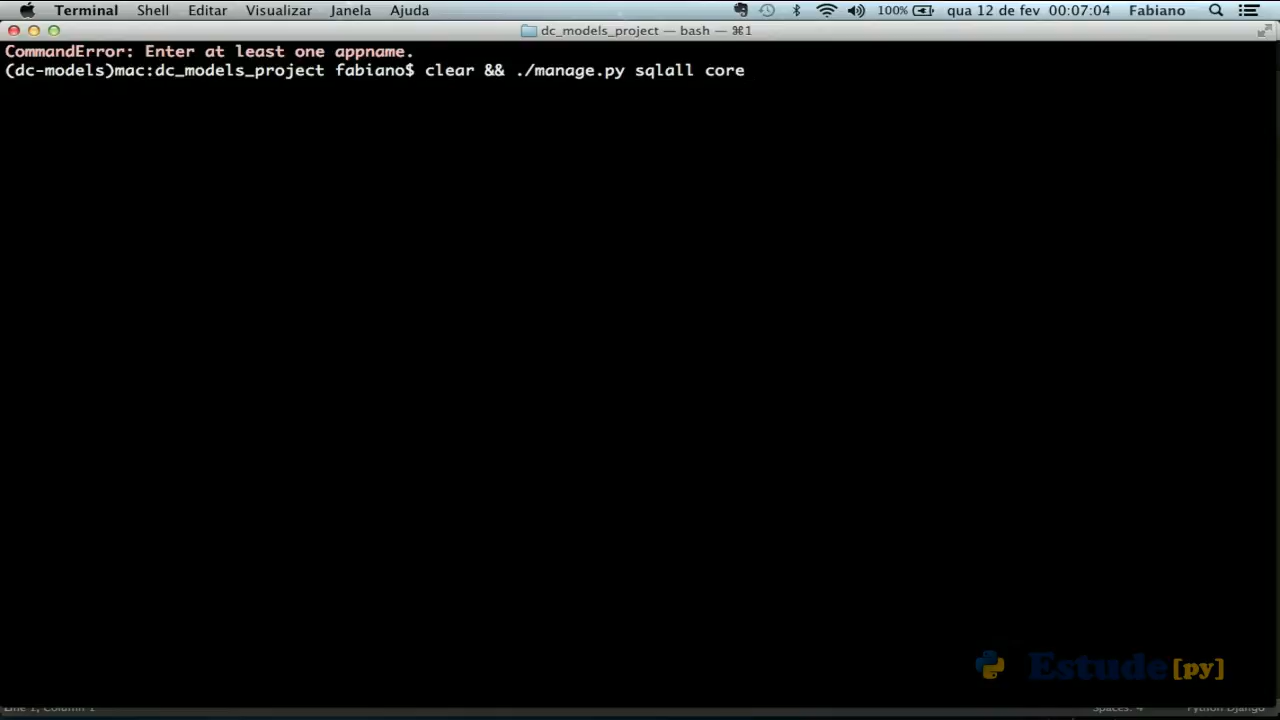 Terminal Shell Editar Visualizar Janela Ajuda 100% qua 12 de fev 00:07:04 Fabiano
dc_models_project — bash — ⌘1
CommandError: Enter at least one appname.
(dc-models)mac:dc_models_project fabiano$ clear && ./manage.py sqlall core
Estude[py]
Line 1, Column 1 Spaces: 4 Python Django